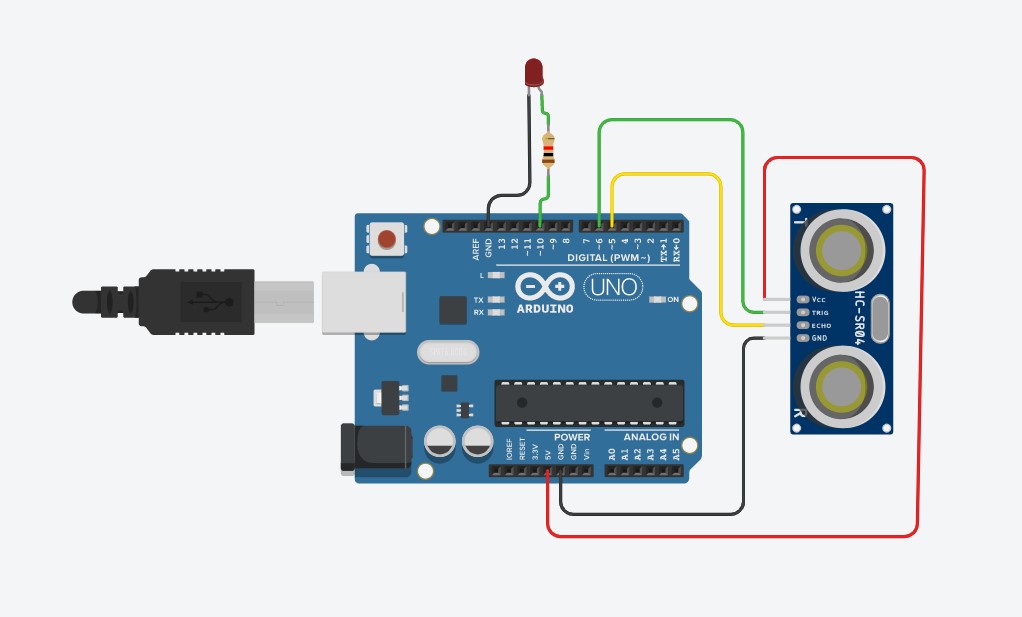 AREF
GND
13
12
~11
~10
~9
8
7
~6
~5
4
~3
2
TX→1
RX←0
DIGITAL (PWM~)
L
TX
RX
ARDUINO
UNO
ON
T
Vcc
TRIG
ECHO
GND
HC-SR04
R
POWER
ANALOG IN
IOREF
RESET
3.3V
5V
GND
GND
Vin
A0
A1
A2
A3
A4
A5